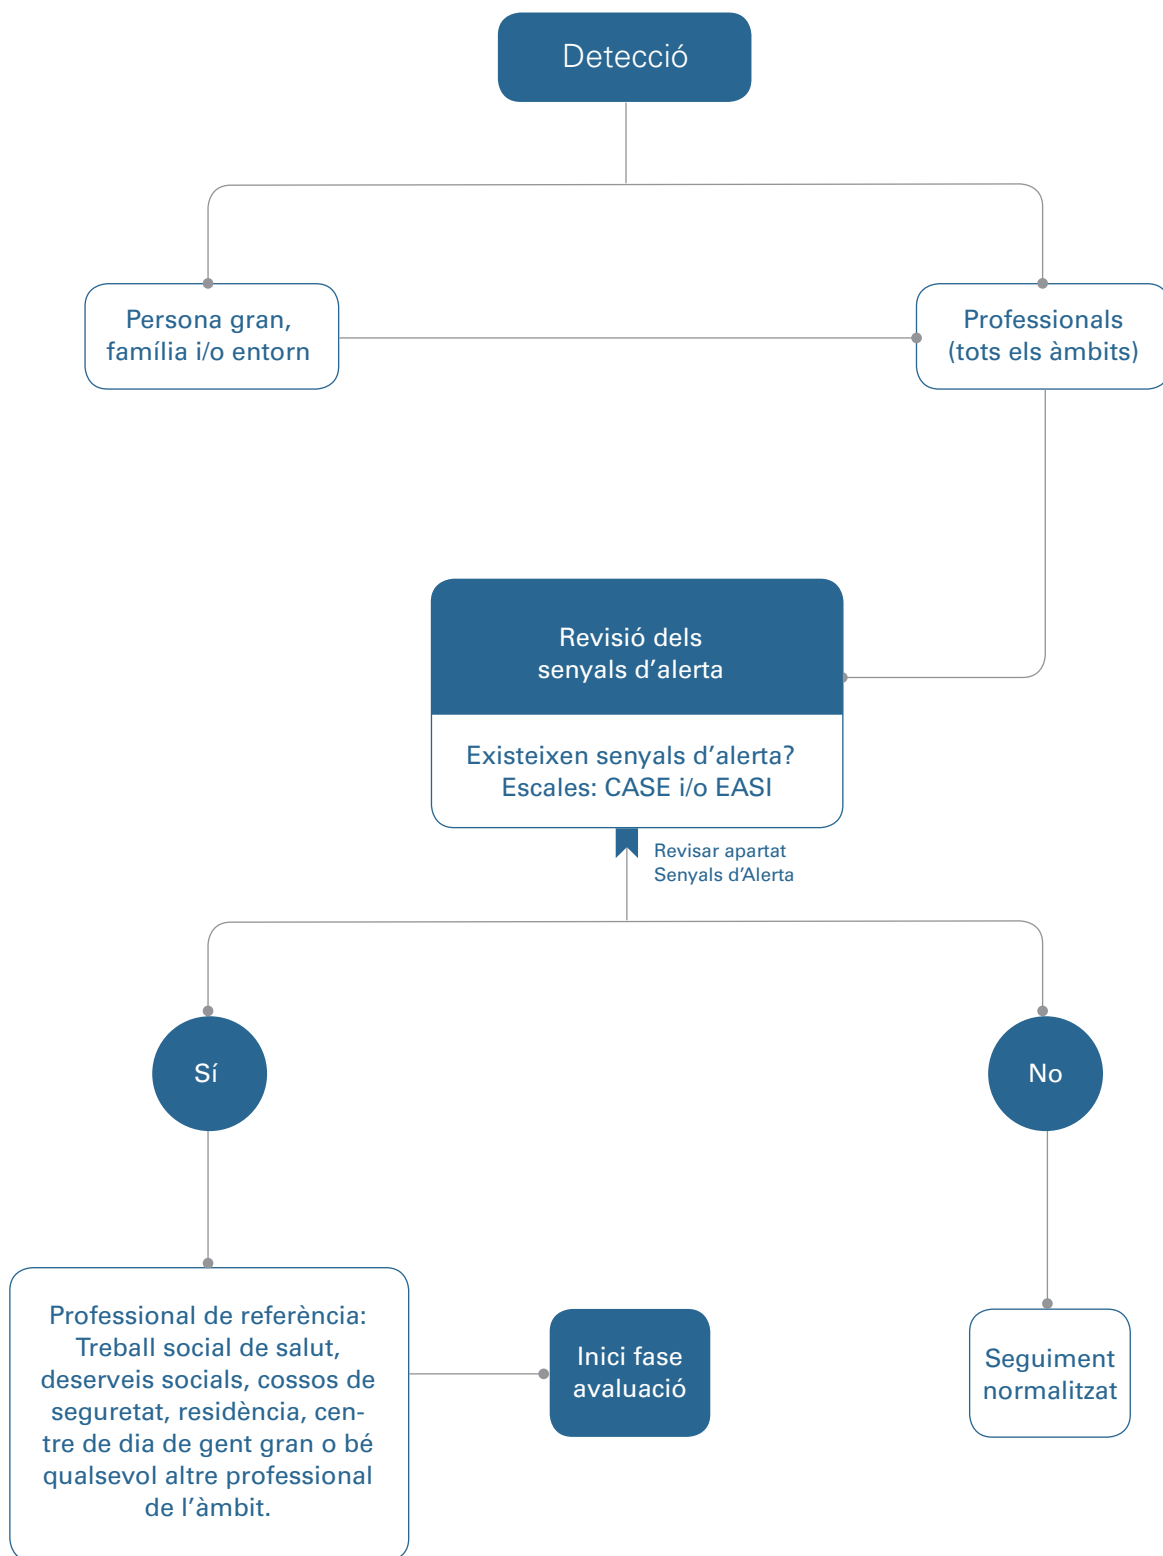 Detecció
Persona gran,
família i/o entorn
Professionals
(tots els àmbits)
Revisió dels
senyals d’alerta
Existeixen senyals d’alerta?
Escales: CASE i/o EASI
Revisar apartat
Senyals d’Alerta
Sí
No
Professional de referència:
Treball social de salut,
deserveis socials, cossos de
seguretat, residència, cen-
tre de dia de gent gran o bé
qualsevol altre professional
de l’àmbit.
Inici fase
avaluació
Seguiment
normalitzat